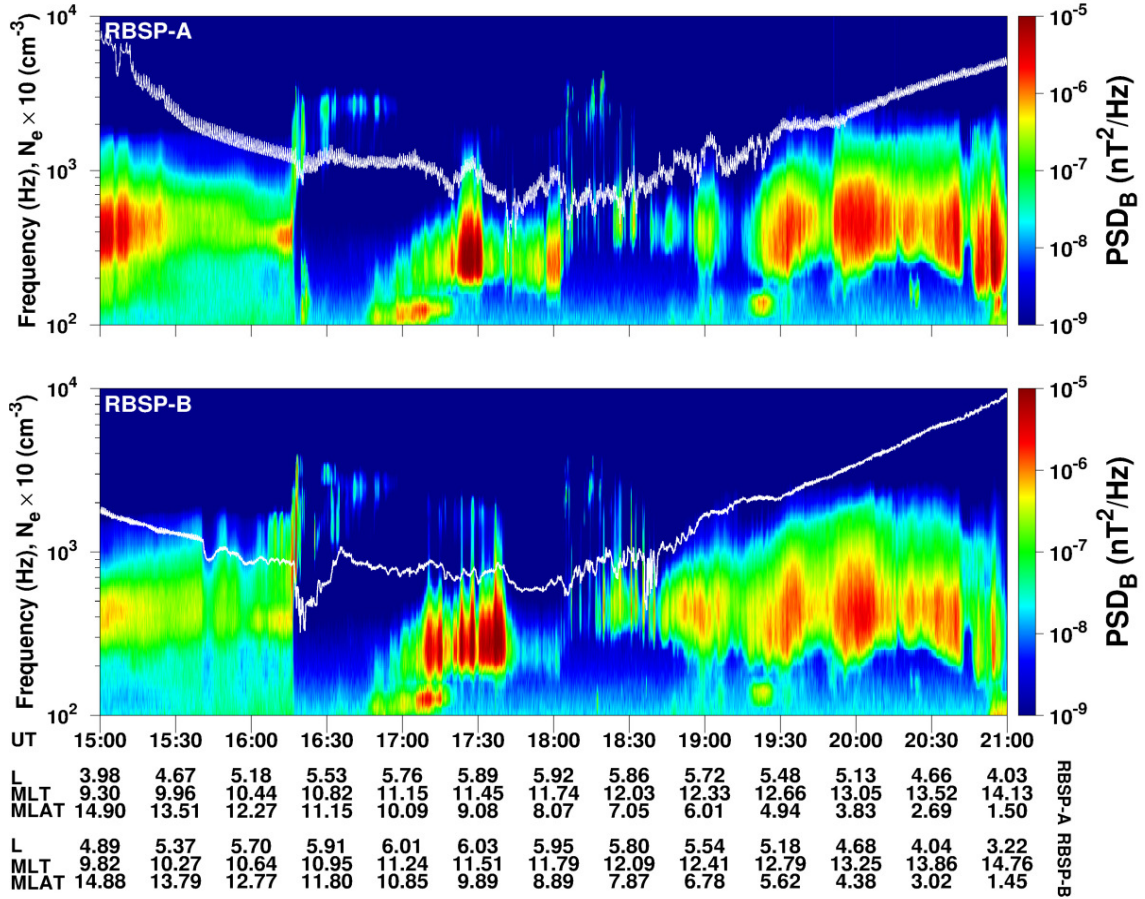 10⁴
RBSP-A
10³
10²
Frequency (Hz), Nₑ × 10 (cm⁻³)
10⁻⁵
10⁻⁶
10⁻⁷
10⁻⁸
10⁻⁹
PSD_B (nT²/Hz)
10⁴
RBSP-B
10³
10²
Frequency (Hz), Nₑ × 10 (cm⁻³)
10⁻⁵
10⁻⁶
10⁻⁷
10⁻⁸
10⁻⁹
PSD_B (nT²/Hz)
UT 15:00 15:30 16:00 16:30 17:00 17:30 18:00 18:30 19:00 19:30 20:00 20:30 21:00
L 3.98 4.67 5.18 5.53 5.76 5.89 5.92 5.86 5.72 5.48 5.13 4.66 4.03
MLT 9.30 9.96 10.44 10.82 11.15 11.45 11.74 12.03 12.33 12.66 13.05 13.52 14.13
MLAT 14.90 13.51 12.27 11.15 10.09 9.08 8.07 7.05 6.01 4.94 3.83 2.69 1.50
RBSP-A
L 4.89 5.37 5.70 5.91 6.01 6.03 5.95 5.80 5.54 5.18 4.68 4.04 3.22
MLT 9.82 10.27 10.64 10.95 11.24 11.51 11.79 12.09 12.41 12.79 13.25 13.86 14.76
MLAT 14.88 13.79 12.77 11.80 10.85 9.89 8.89 7.87 6.78 5.62 4.38 3.02 1.45
RBSP-B